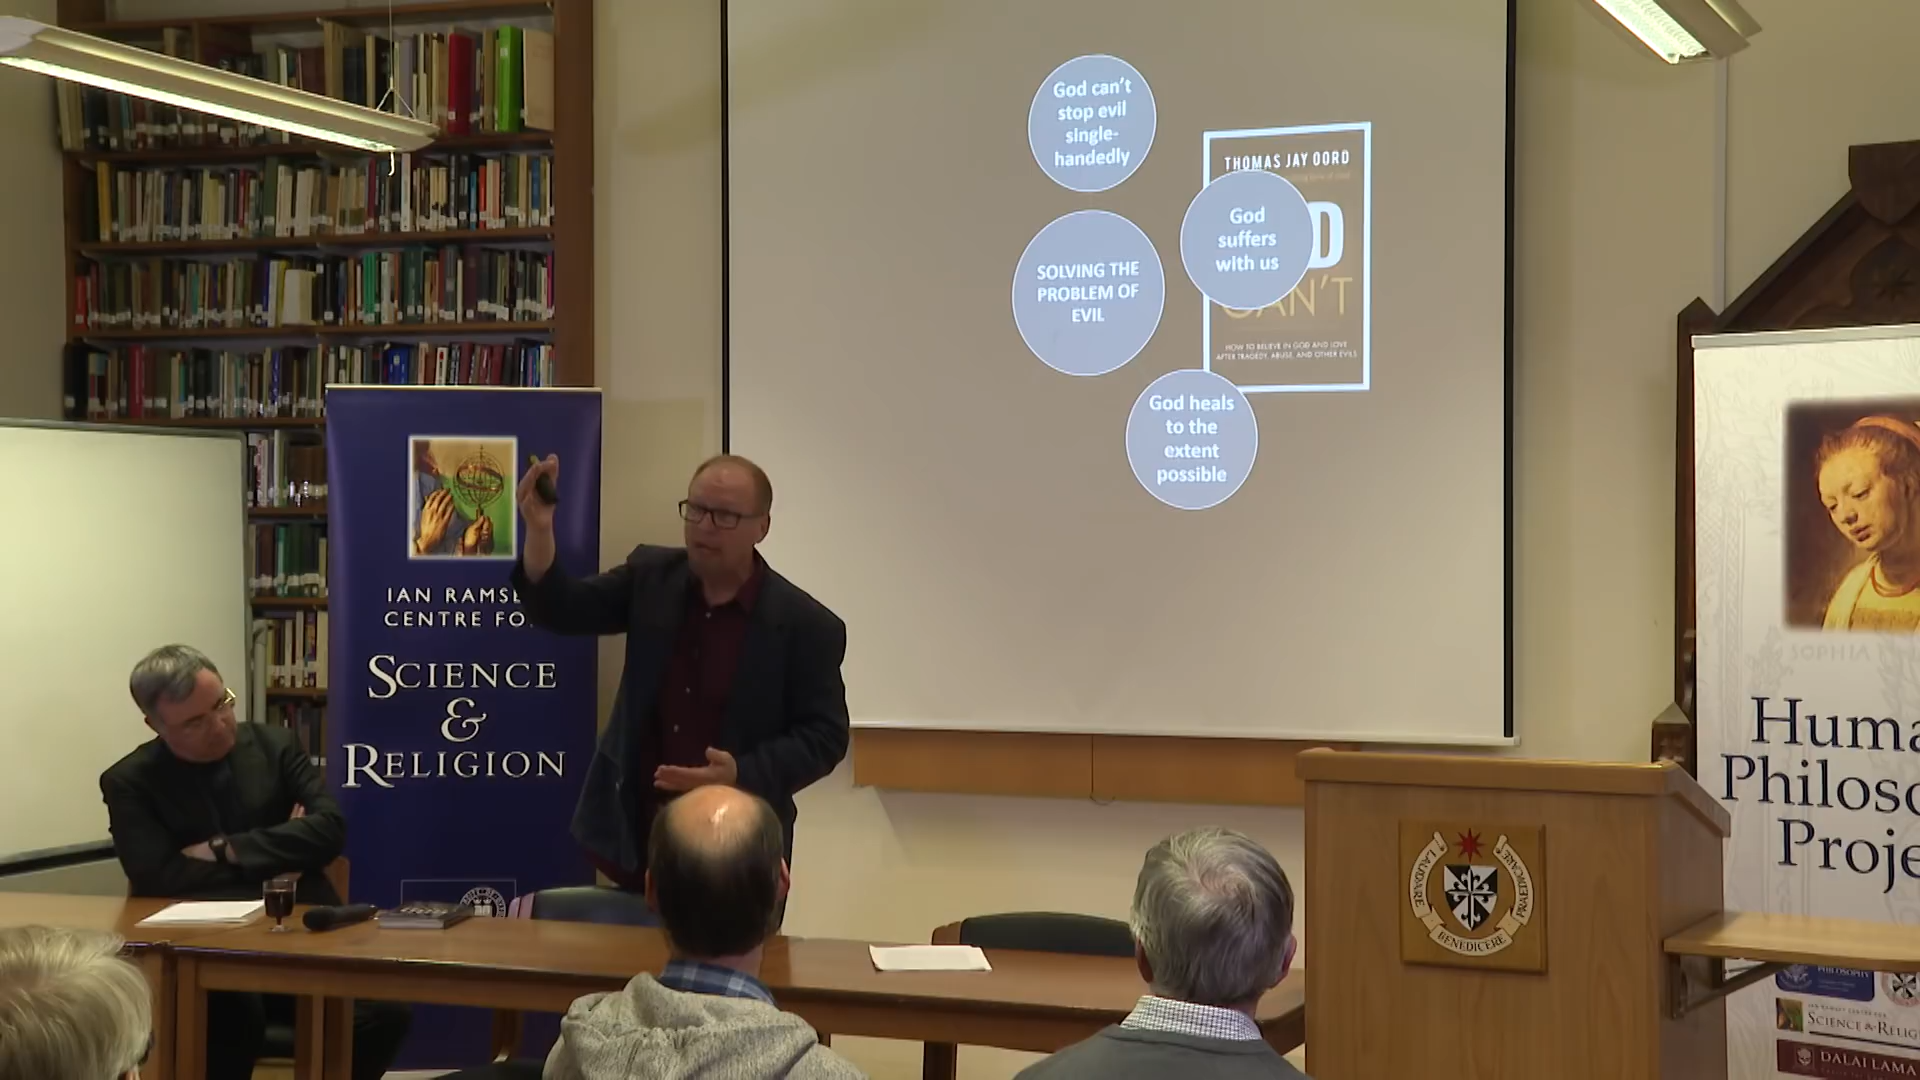 God can't
stop evil
single-
handedly
THOMAS JAY OORD
God
suffers
with us
D
SOLVING THE
PROBLEM OF
EVIL
CAN'T
HOW TO BELIEVE IN GOD AND LOVE
AFTER TRAGEDY, ABUSE, AND OTHER EVILS
God heals
to the
extent
possible
IAN RAMSE
CENTRE FO
SCIENCE
&
RELIGION
SOPHIA
Huma
Philoso
Proje
LAUDARE
BENEDICERE
PRAEDICARE
PHILOSOPHY
SCIENCE & RELIG
DALAI LAMA